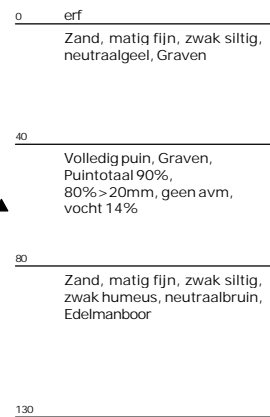 0 erf
Zand, matig fijn, zwak siltig,
neutraalgeel, Graven
40
Volledig puin, Graven,
Puintotaal 90%,
80%>20mm, geen avm,
vocht 14%
80
Zand, matig fijn, zwak siltig,
zwak humeus, neutraalbruin,
Edelmanboor
130